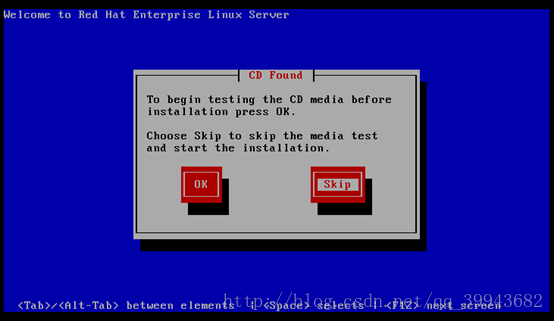 Welcome to Red Hat Enterprise Linux Server
CD Found
To begin testing the CD media before
installation press OK.
Choose Skip to skip the media test
and start the installation.
OK
Skip
<Tab>/<Alt-Tab> between elements | <Space> selects | <F12> next screen
http://blog.csdn.net/qq_39943682